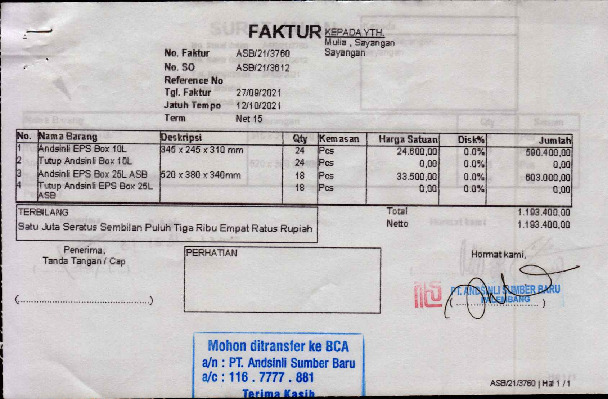 FAKTUR
KEPADA YTH.
Mulia , Sayangan
Sayangan
No. Faktur ASB/21/3760
No. SO ASB/21/3612
Reference No
Tgl. Faktur 27/09/2021
Jatuh Tempo 12/10/2021
Term Net 15
No. Nama Barang Deskripsi Qty Kemasan Harga Satuan Disk% Jumlah
1 Andsinli EPS Box 10L 345 x 245 x 310 mm 24 Pcs 24.600,00 0.0% 590.400,00
2 Tutup Andsinli Box 10L 24 Pcs 0,00 0.0% 0,00
3 Andsinli EPS Box 25L ASB 520 x 380 x 340mm 18 Pcs 33.500,00 0.0% 603.000,00
4 Tutup Andsinli EPS Box 25L ASB 18 Pcs 0,00 0.0% 0,00
TERBILANG
Satu Juta Seratus Sembilan Puluh Tiga Ribu Empat Ratus Rupiah
Total 1.193.400,00
Netto 1.193.400,00
Penerima,
Tanda Tangan / Cap
(..............................)
PERHATIAN
Hormat kami,
PT. ANDSINLI SUMBER BARU
PALEMBANG
Mohon ditransfer ke BCA
a/n : PT. Andsinli Sumber Baru
a/c : 116 . 7777 . 881
Terima Kasih
ASB/21/3760 | Hal 1 / 1